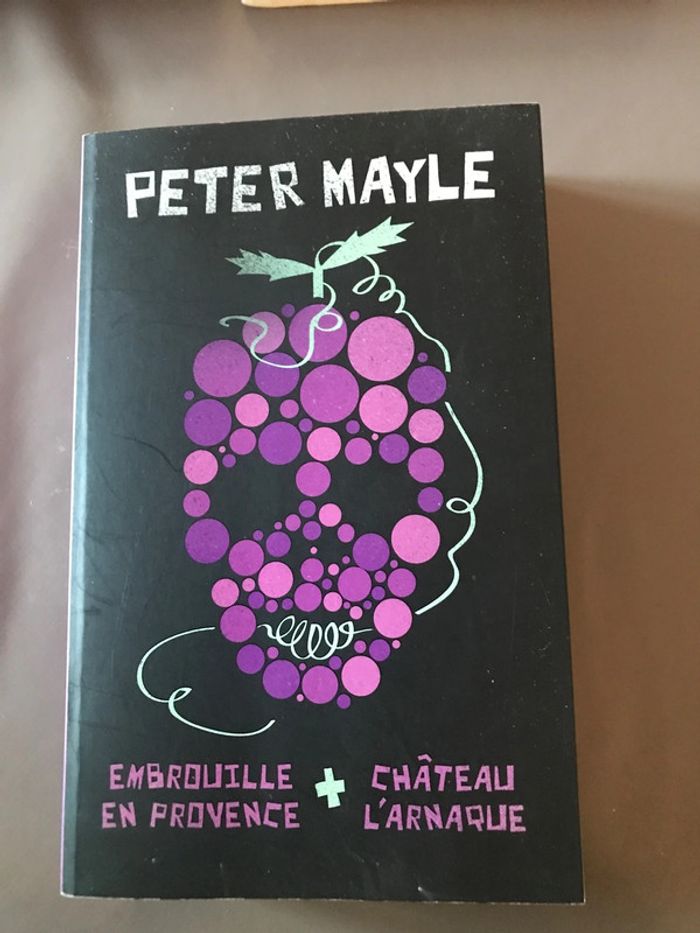 PETER MAYLE
EMBROUILLE
EN PROVENCE
+
CHÂTEAU
L'ARNAQUE